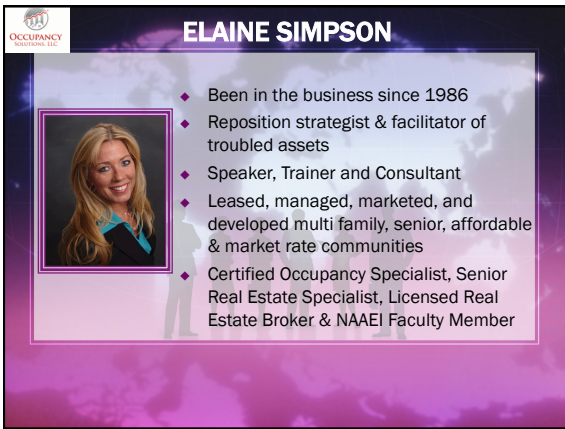 OCCUPANCY
SOLUTIONS, LLC
ELAINE SIMPSON
Been in the business since 1986
Reposition strategist & facilitator of
troubled assets
Speaker, Trainer and Consultant
Leased, managed, marketed, and
developed multi family, senior, affordable
& market rate communities
Certified Occupancy Specialist, Senior
Real Estate Specialist, Licensed Real
Estate Broker & NAAEI Faculty Member